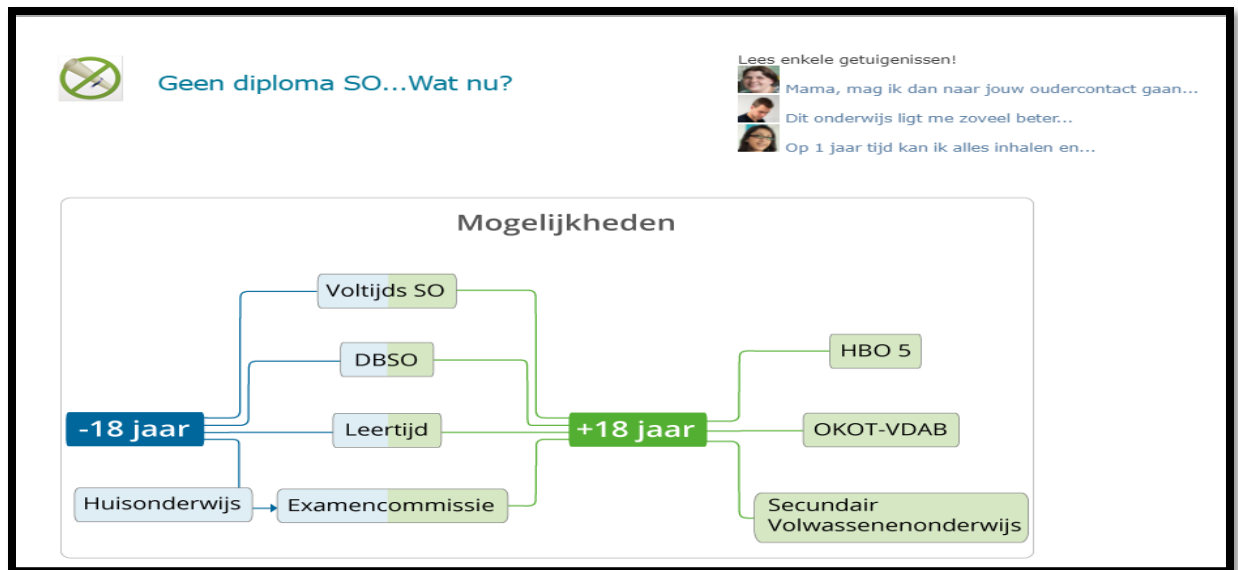 Geen diploma SO...Wat nu?
Lees enkele getuigenissen!
Mama, mag ik dan naar jouw oudercontact gaan...
Dit onderwijs ligt me zoveel beter...
Op 1 jaar tijd kan ik alles inhalen en...
Mogelijkheden
Voltijds SO
DBSO
HBO 5
-18 jaar
Leertijd
+18 jaar
OKOT-VDAB
Huisonderwijs
Examencommissie
Secundair
Volwassenenonderwijs